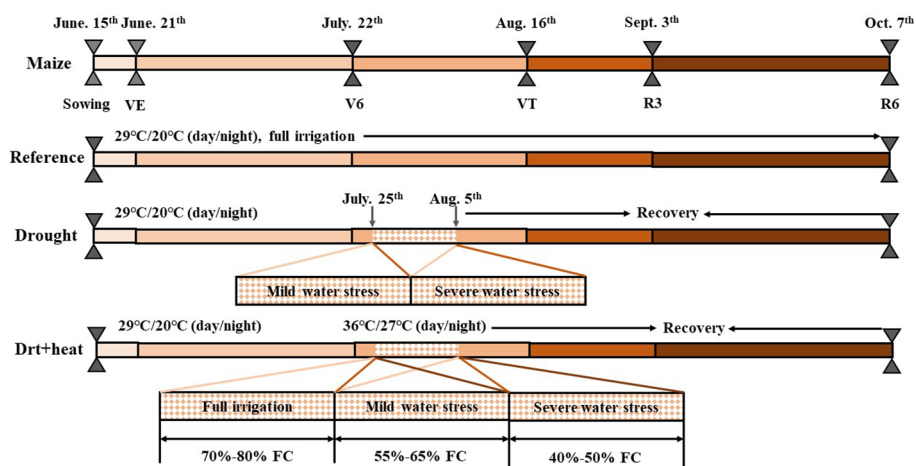 June. 15th June. 21th July. 22th Aug. 16th Sept. 3th Oct. 7th
Maize
Sowing VE V6 VT R3 R6
29℃/20℃ (day/night), full irrigation
Reference
29℃/20℃ (day/night) July. 25th Aug. 5th Recovery
Drought
Mild water stress Severe water stress
29℃/20℃ (day/night) 36℃/27℃ (day/night) Recovery
Drt+heat
Full irrigation Mild water stress Severe water stress
70%-80% FC 55%-65% FC 40%-50% FC